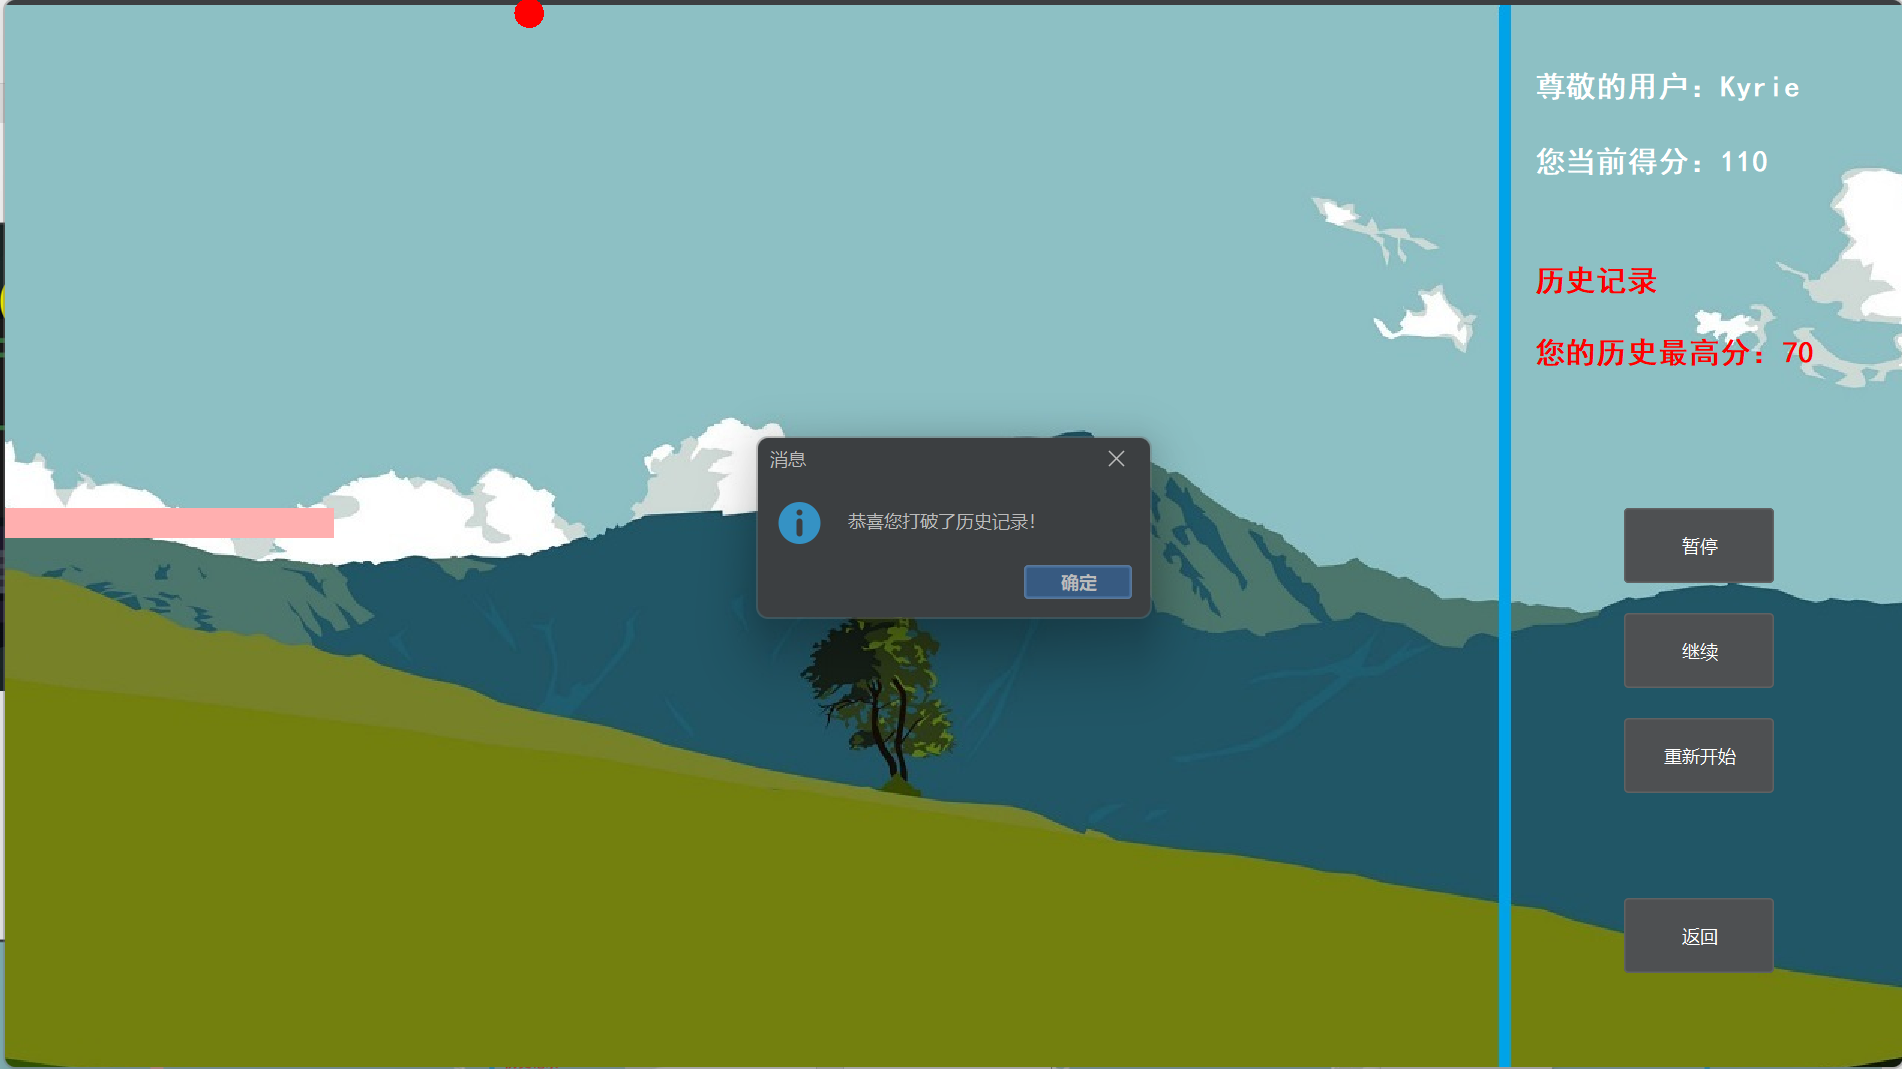 尊敬的用户：Kyrie
您当前得分：110
历史记录
您的历史最高分：70
消息
恭喜您打破了历史记录!
确定
暂停
继续
重新开始
返回